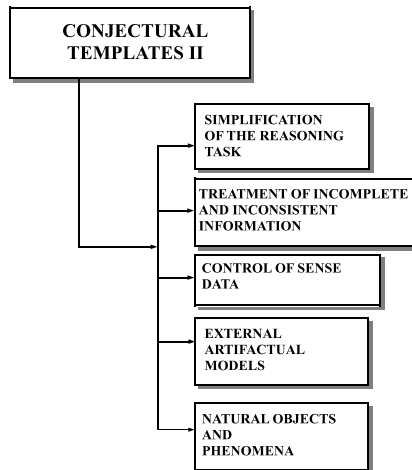 CONJECTURAL
TEMPLATES II
SIMPLIFICATION
OF THE REASONING
TASK
TREATMENT OF INCOMPLETE
AND INCONSISTENT
INFORMATION
CONTROL OF SENSE
DATA
EXTERNAL
ARTIFACTUAL
MODELS
NATURAL OBJECTS
AND
PHENOMENA